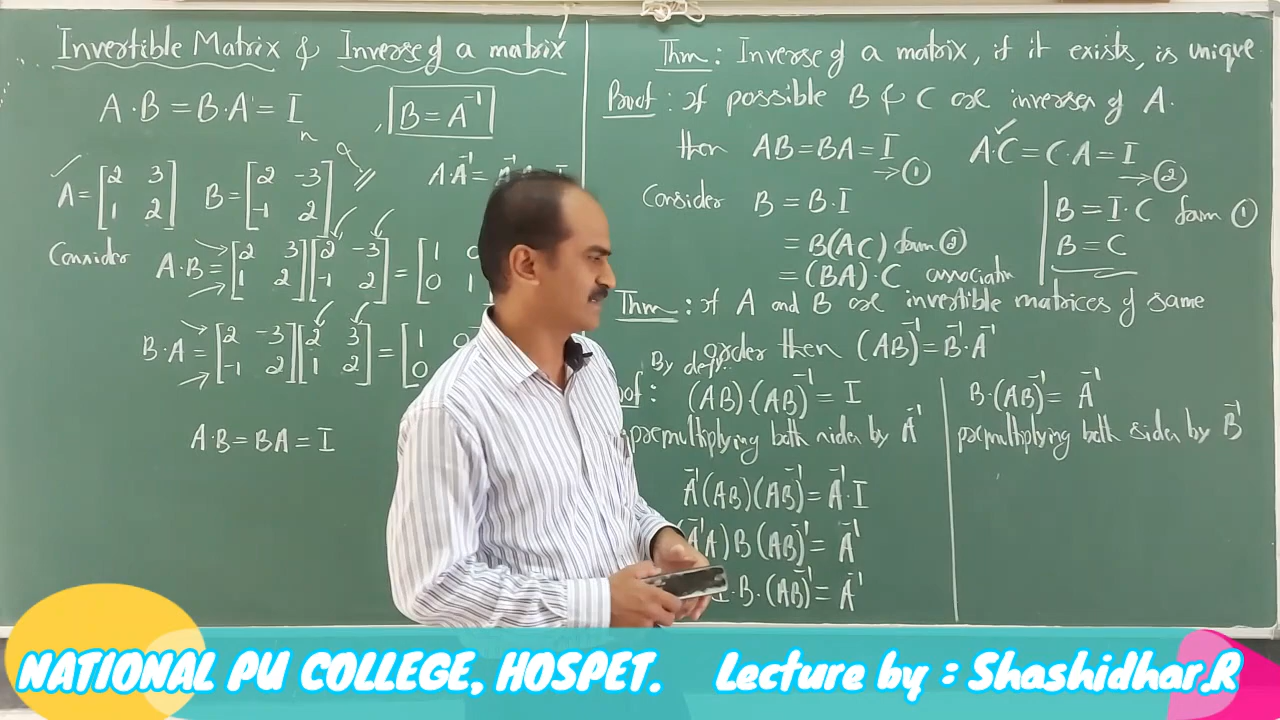 Invertible Matrix & Inverse of a matrix
A·B = B·A = Iₙ , B = A⁻¹
A = [2 3; 1 2] B = [2 -3; -1 2] A·A⁻¹ = A⁻¹
Consider A·B = [2 3; 1 2][2 -3; -1 2] = [1 0; 0 1
B·A = [2 -3; -1 2][2 3; 1 2] = [1 0; 0
A·B = BA = I
Thm : Inverse of a matrix, if it exists, is unique
Proof : If possible B & C are inverses of A.
then AB = BA = I → ① A·C = C·A = I → ②
Consider B = B·I
= B(AC) from ②
= (BA)·C associative
B = I·C from ①
B = C
Thm : If A and B are invertible matrices of same
order then (AB)⁻¹ = B⁻¹·A⁻¹
By defn.
(AB)·(AB)⁻¹ = I
premultiplying both sides by A⁻¹
A⁻¹(AB)(AB)⁻¹ = A⁻¹·I
(A⁻¹A)B(AB)⁻¹ = A⁻¹
I·B·(AB)⁻¹ = A⁻¹
B·(AB)⁻¹ = A⁻¹
premultiplying both sides by B⁻¹
NATIONAL PU COLLEGE, HOSPET. Lecture by : Shashidhar.R